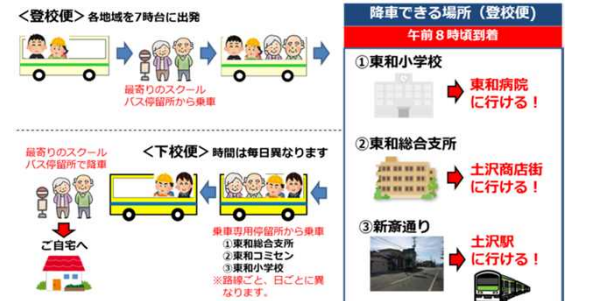 ＜登校便＞各地域を7時台に出発
最寄りのスクール
バス停留所から乗車
最寄りのスクール
バス停留所で降車
＜下校便＞時間は毎日異なります
ご自宅へ
乗車専用停留所から乗車
①東和総合支所
②東和コミセン
③東和小学校
※路線ごと、日ごとに異
なります。
降車できる場所（登校便）
午前８時頃到着
①東和小学校
東和病院
に行ける！
②東和総合支所
土沢商店街
に行ける！
③新斎通り
土沢駅
に行ける！